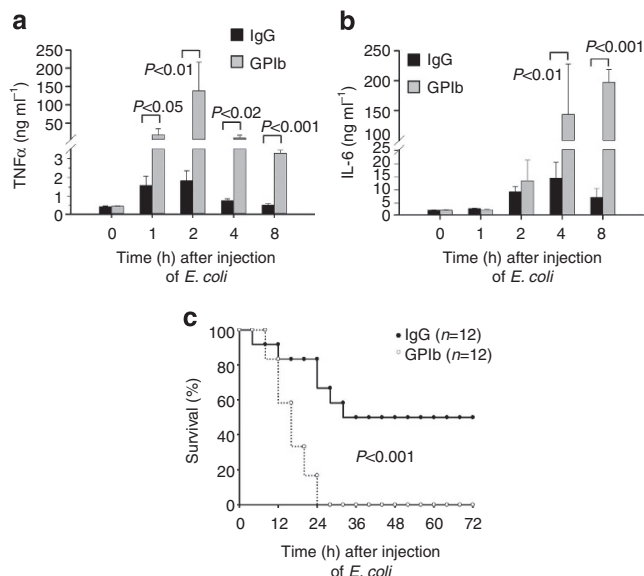 a
IgG
GPIb
TNFα (ng ml⁻¹)
250
200
150
100
50
3
2
1
0
P<0.05
P<0.01
P<0.02
P<0.001
0 1 2 4 8
Time (h) after injection
of E. coli
b
IgG
GPIb
IL-6 (ng ml⁻¹)
250
200
150
100
25
20
15
10
5
0
P<0.01
P<0.001
0 1 2 4 8
Time (h) after injection
of E. coli
c
IgG (n=12)
GPIb (n=12)
Survival (%)
100
80
60
40
20
0
P<0.001
0 12 24 36 48 60 72
Time (h) after injection
of E. coli